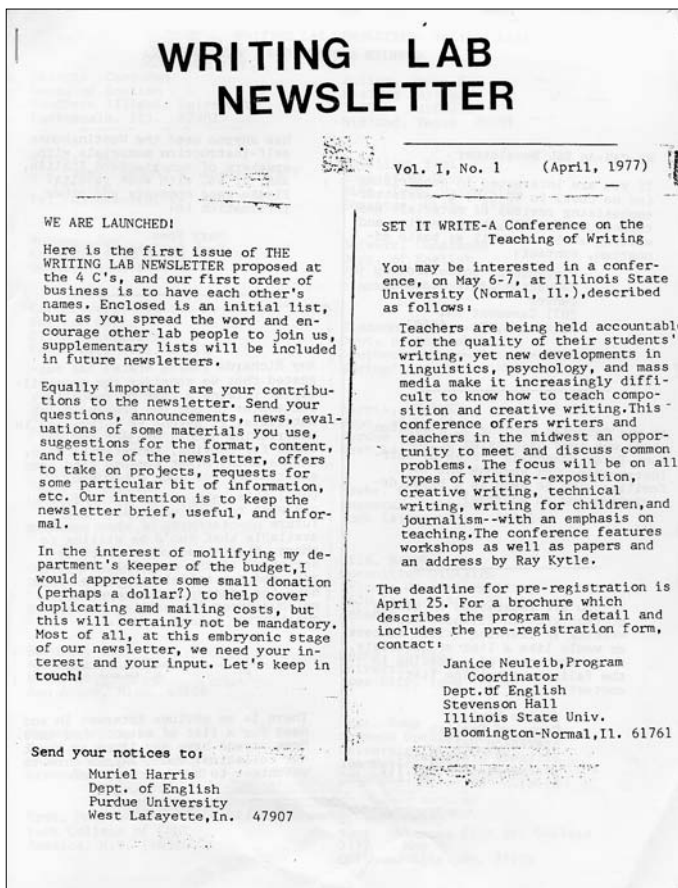 WRITING LAB
NEWSLETTER
Vol. I, No. 1 (April, 1977)
WE ARE LAUNCHED!
Here is the first issue of THE
WRITING LAB NEWSLETTER proposed at
the 4 C's, and our first order of
business is to have each other's
names. Enclosed is an initial list,
but as you spread the word and en-
courage other lab people to join us,
supplementary lists will be included
in future newsletters.
Equally important are your contribu-
tions to the newsletter. Send your
questions, announcements, news, eval-
uations of some materials you use,
suggestions for the format, content,
and title of the newsletter, offers
to take on projects, requests for
some particular bit of information,
etc. Our intention is to keep the
newsletter brief, useful, and infor-
mal.
In the interest of mollifying my de-
partment's keeper of the budget,I
would appreciate some small donation
(perhaps a dollar?) to help cover
duplicating amd mailing costs, but
this will certainly not be mandatory.
Most of all, at this embryonic stage
of our newsletter, we need your in-
terest and your input. Let's keep in
touch!
Send your notices to:
Muriel Harris
Dept. of English
Purdue University
West Lafayette,In. 47907
SET IT WRITE-A Conference on the
Teaching of Writing
You may be interested in a confer-
ence, on May 6-7, at Illinois State
University (Normal, Il.),described
as follows:
Teachers are being held accountabl
for the quality of their students'
writing, yet new developments in
linguistics, psychology, and mass
media make it increasingly diffi-
cult to know how to teach compo-
sition and creative writing.This
conference offers writers and
teachers in the midwest an oppor-
tunity to meet and discuss common
problems. The focus will be on all
types of writing--exposition,
creative writing, technical
writing, writing for children,and
journalism--with an emphasis on
teaching.The conference features
workshops as well as papers and
an address by Ray Kytle.
The deadline for pre-registration is
April 25. For a brochure which
describes the program in detail and
includes the pre-registration form,
contact:
Janice Neuleib,Program
Coordinator
Dept.of English
Stevenson Hall
Illinois State Univ.
Bloomington-Normal,Il. 61761